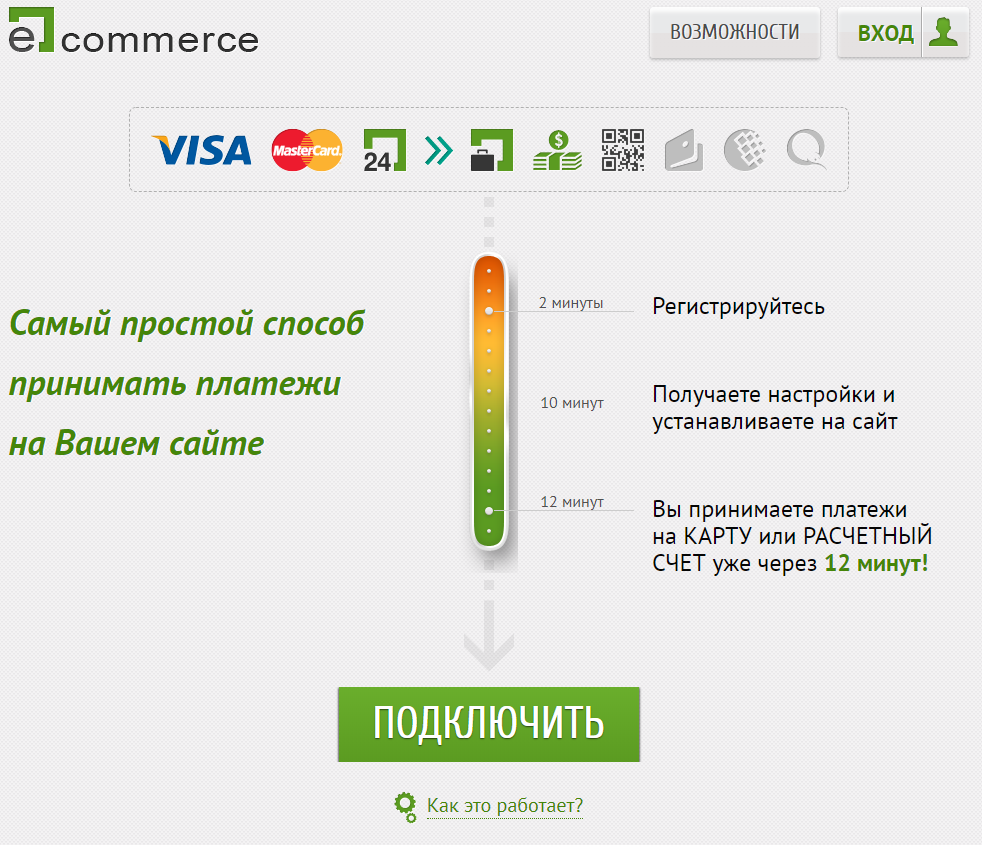 e commerce
ВОЗМОЖНОСТИ
ВХОД
VISA
MasterCard
24
$
2 минуты
Регистрируйтесь
Самый простой способ
принимать платежи
на Вашем сайте
10 минут
Получаете настройки и
устанавливаете на сайт
12 минут
Вы принимаете платежи
на КАРТУ или РАСЧЕТНЫЙ
СЧЕТ уже через 12 минут!
ПОДКЛЮЧИТЬ
Как это работает?